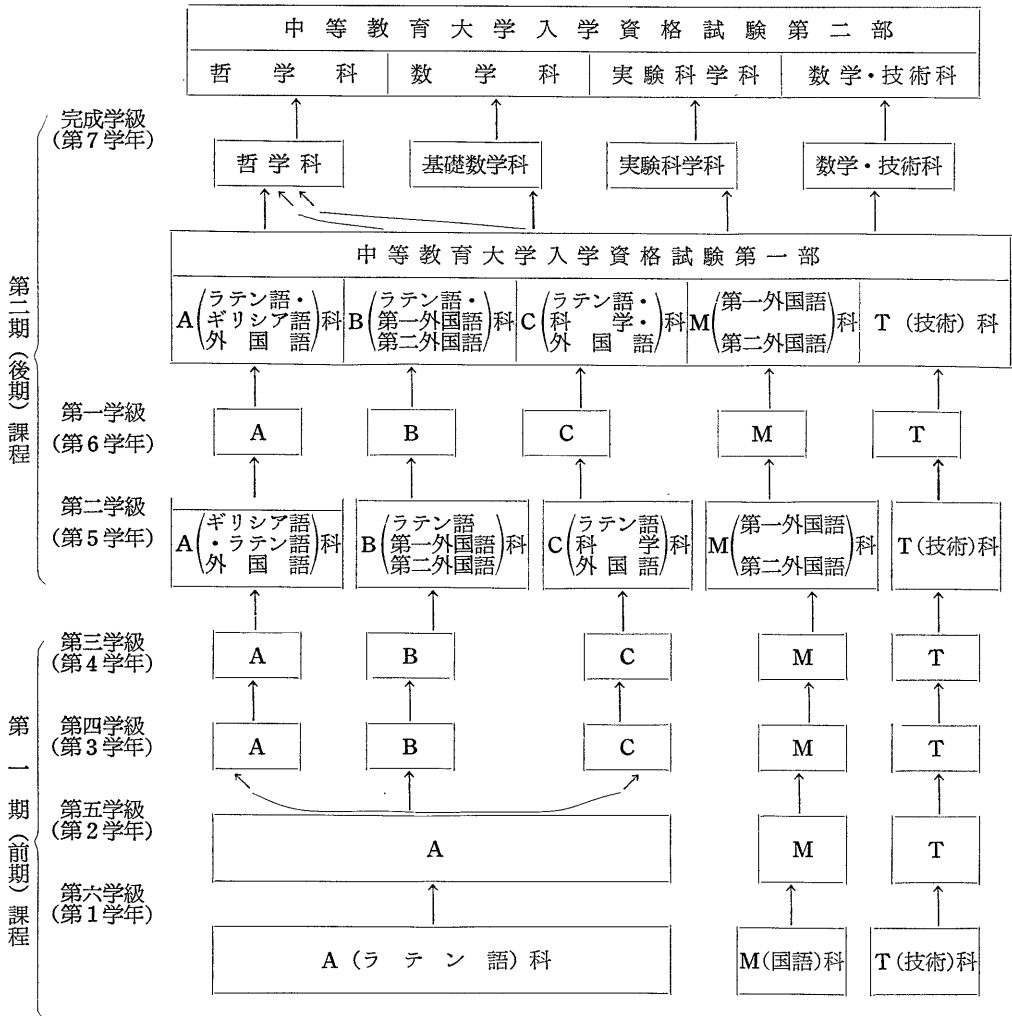 中等教育大学入学資格試験第二部
哲学科 数学科 実験科学科 数学・技術科
完成学級
(第7学年)
哲学科 基礎数学科 実験科学科 数学・技術科
中等教育大学入学資格試験第一部
A(ラテン語・ギリシア語外国語)科 B(ラテン語・第一外国語第二外国語)科 C(ラテン語・科学・外国語)科 M(第一外国語第二外国語)科 T(技術)科
第二期(後期)課程
第一学級
(第6学年)
A B C M T
第二学級
(第5学年)
A(ギリシア語・ラテン語外国語)科 B(ラテン語第一外国語第二外国語)科 C(ラテン語科学外国語)科 M(第一外国語第二外国語)科 T(技術)科
第三学級
(第4学年)
A B C M T
第四学級
(第3学年)
A B C M T
第一期(前期)課程
第五学級
(第2学年)
A M T
第六学級
(第1学年)
A(ラテン語)科 M(国語)科 T(技術)科